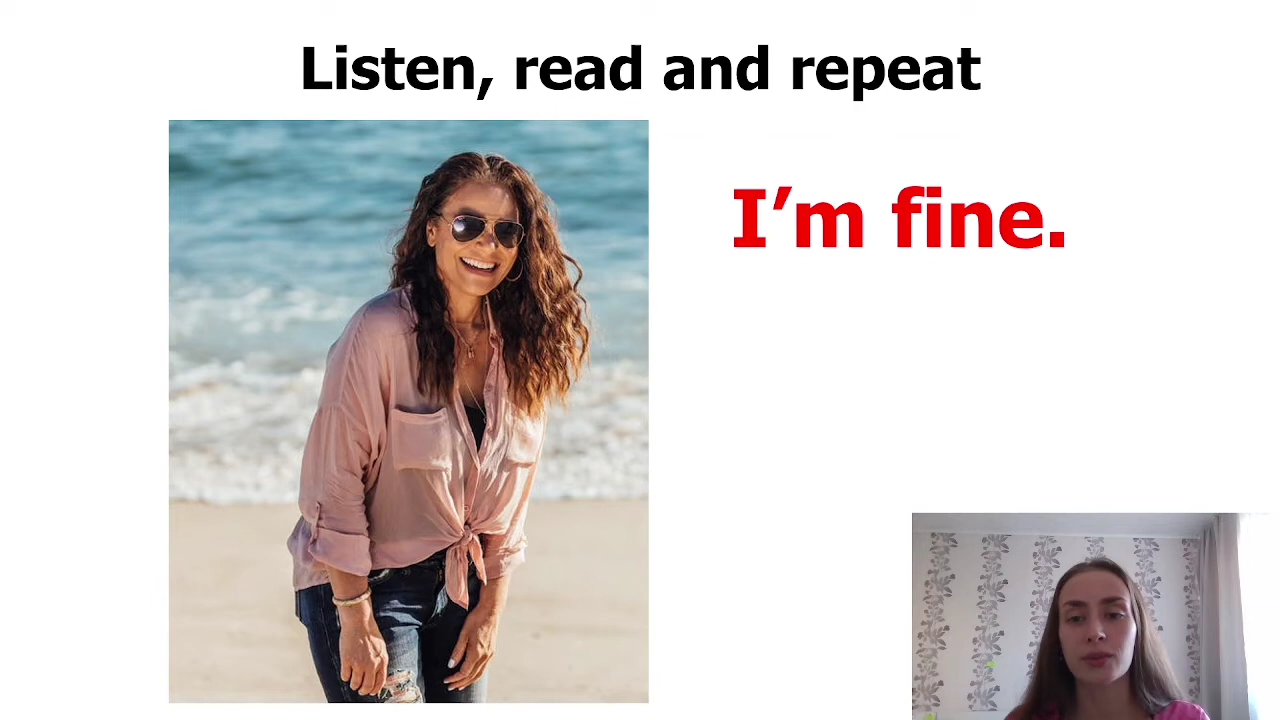 Listen, read and repeat
I’m fine.